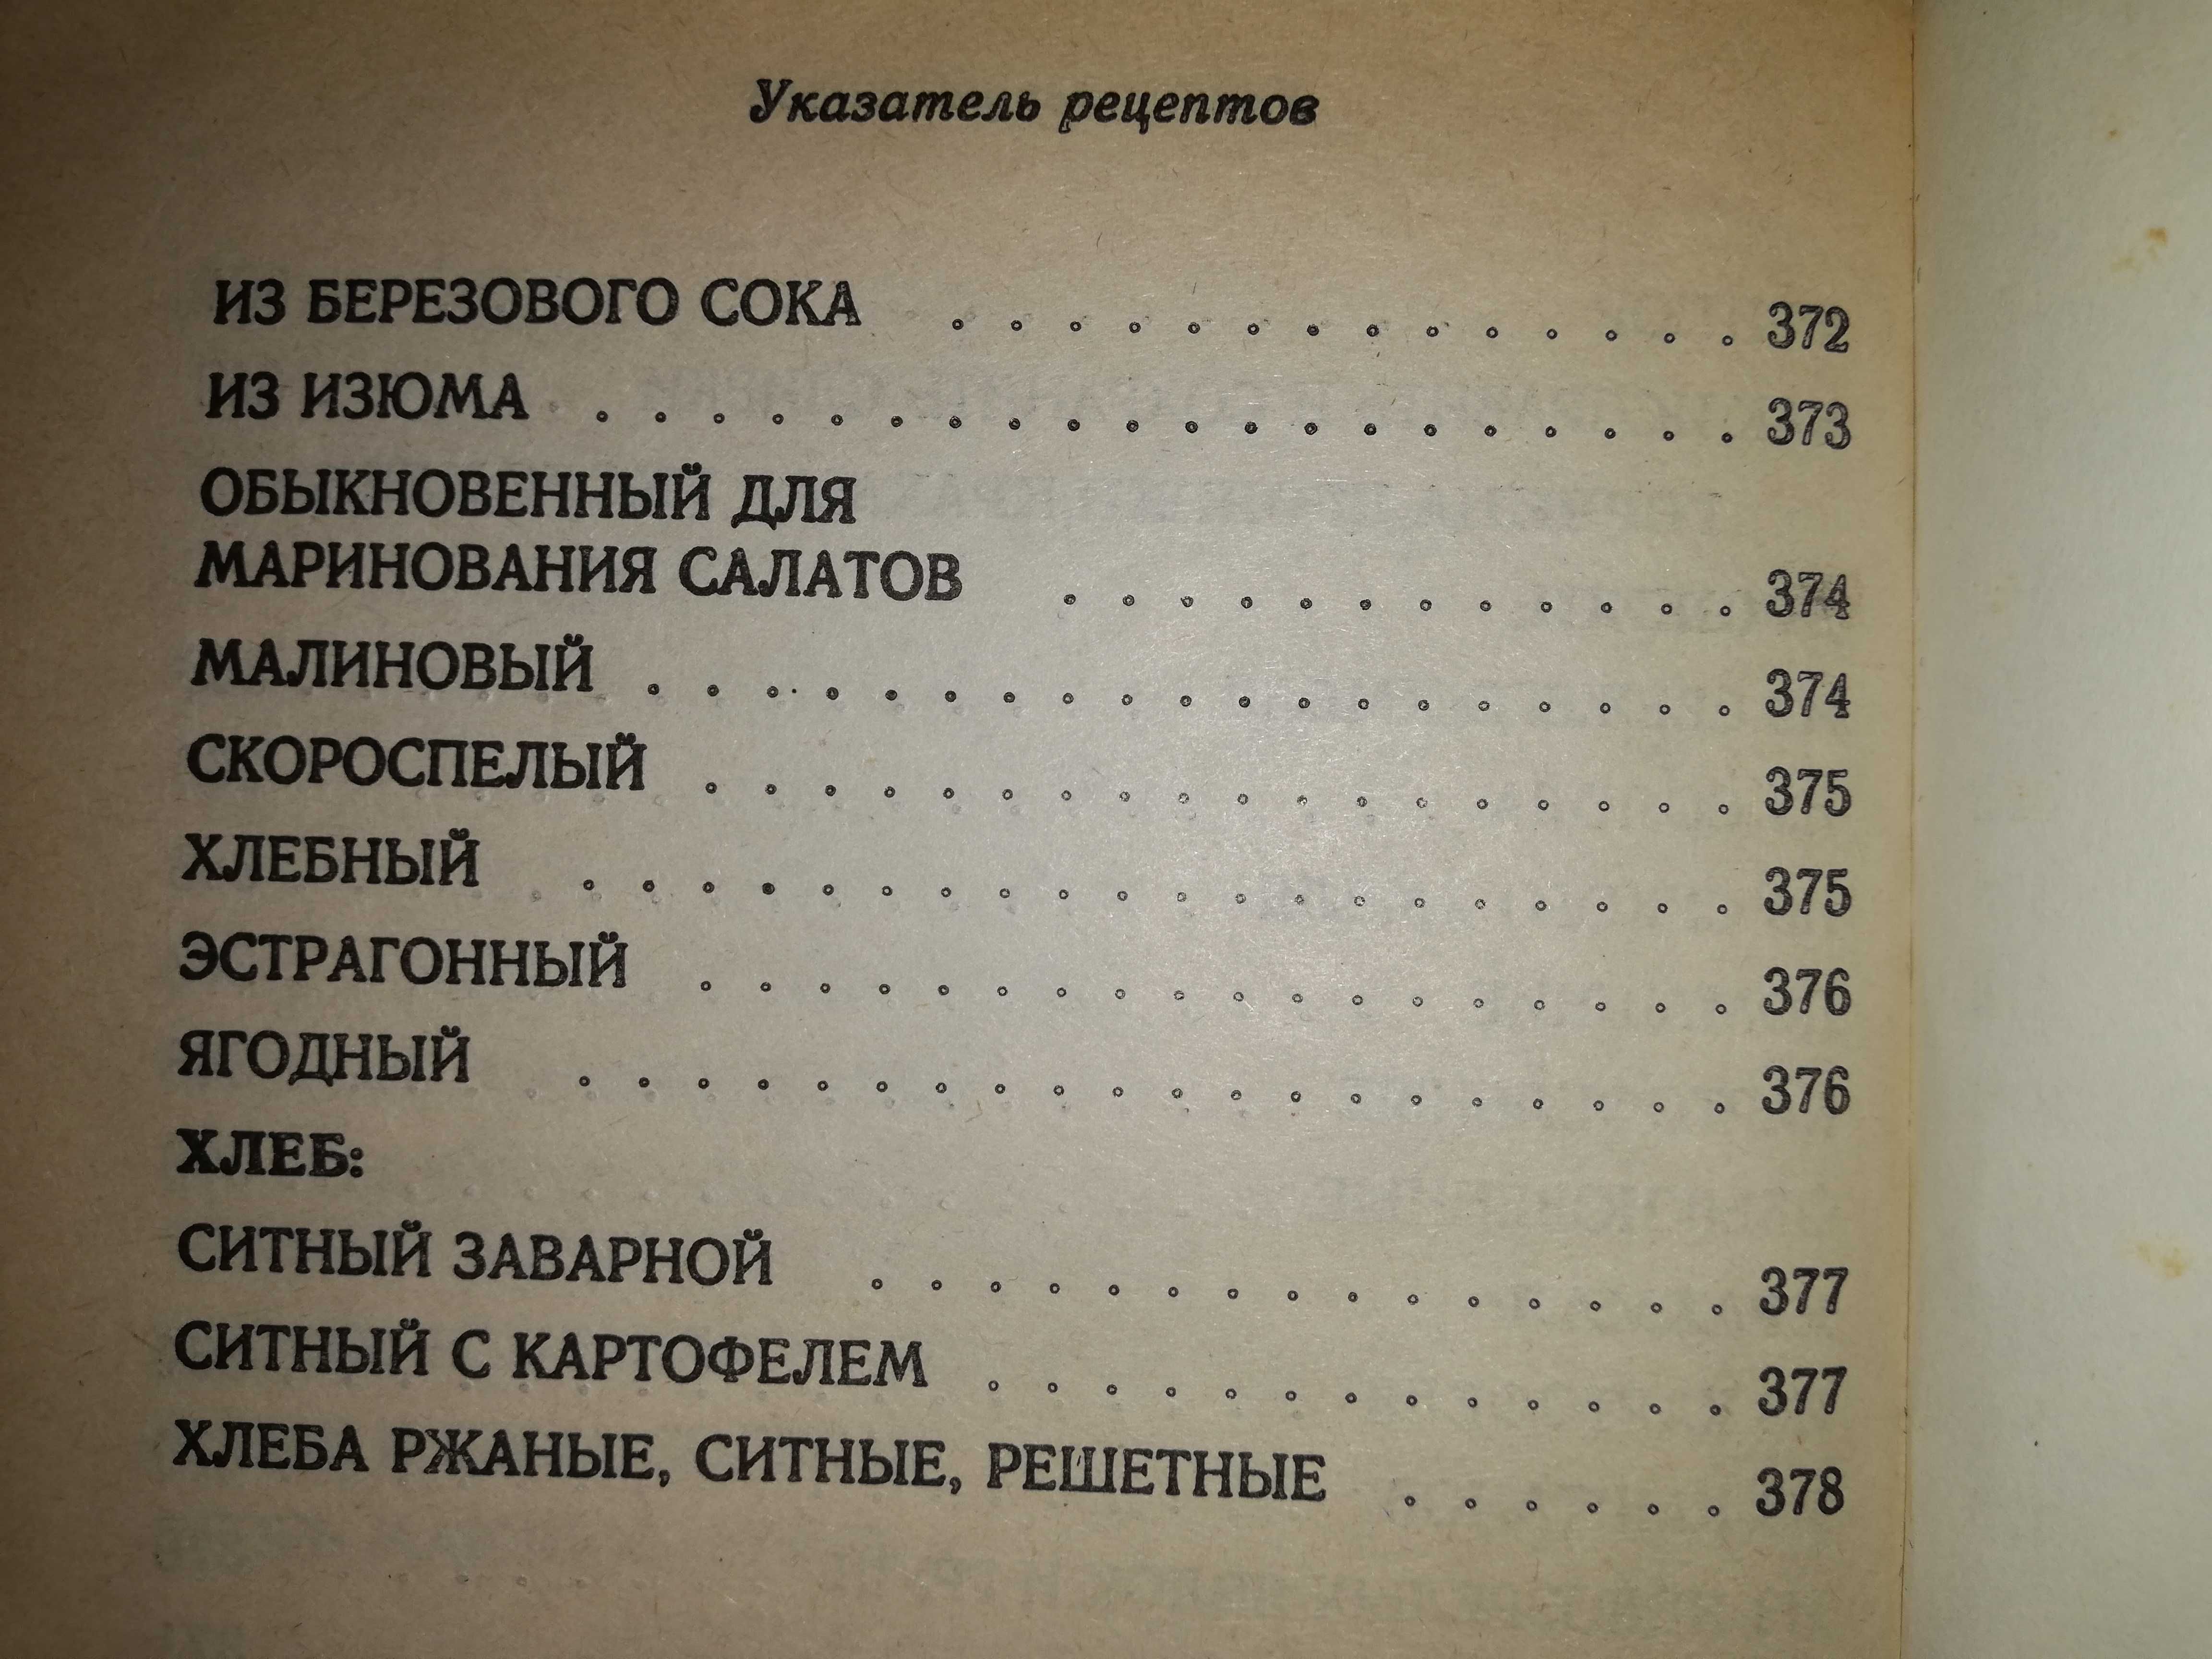 Указатель рецептов
ИЗ БЕРЕЗОВОГО СОКА . . . . . . . . . . . . . . 372
ИЗ ИЗЮМА . . . . . . . . . . . . . . . . . . . . 373
ОБЫКНОВЕННЫЙ ДЛЯ
МАРИНОВАНИЯ САЛАТОВ . . . . . . . . . . . . 374
МАЛИНОВЫЙ . . . . . . . . . . . . . . . . . . . 374
СКОРОСПЕЛЫЙ . . . . . . . . . . . . . . . . . . 375
ХЛЕБНЫЙ . . . . . . . . . . . . . . . . . . . . 375
ЭСТРАГОННЫЙ . . . . . . . . . . . . . . . . . . 376
ЯГОДНЫЙ . . . . . . . . . . . . . . . . . . . . 376
ХЛЕБ:
СИТНЫЙ ЗАВАРНОЙ . . . . . . . . . . . . . . . 377
СИТНЫЙ С КАРТОФЕЛЕМ . . . . . . . . . . . . . 377
ХЛЕБА РЖАНЫЕ, СИТНЫЕ, РЕШЕТНЫЕ . . . . . . 378